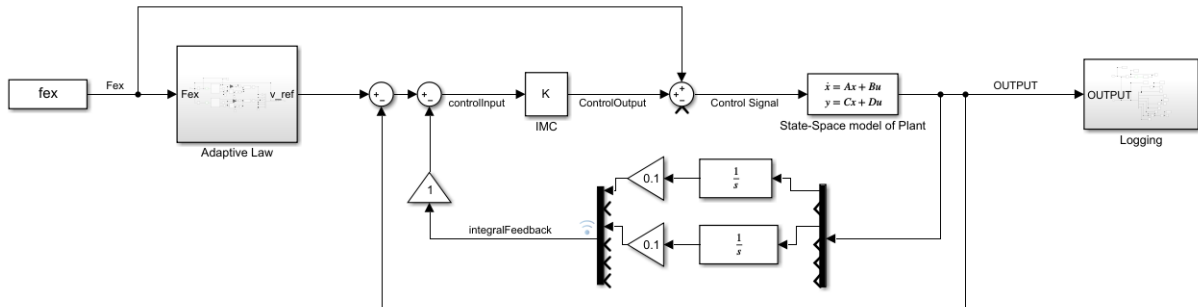 fex
Fex
Fex
v_ref
Adaptive Law
controlInput
K
IMC
ControlOutput
Control Signal
ẋ = Ax + Bu
y = Cx + Du
State-Space model of Plant
OUTPUT
OUTPUT
Logging
1
integralFeedback
0.1
1
s
0.1
1
s